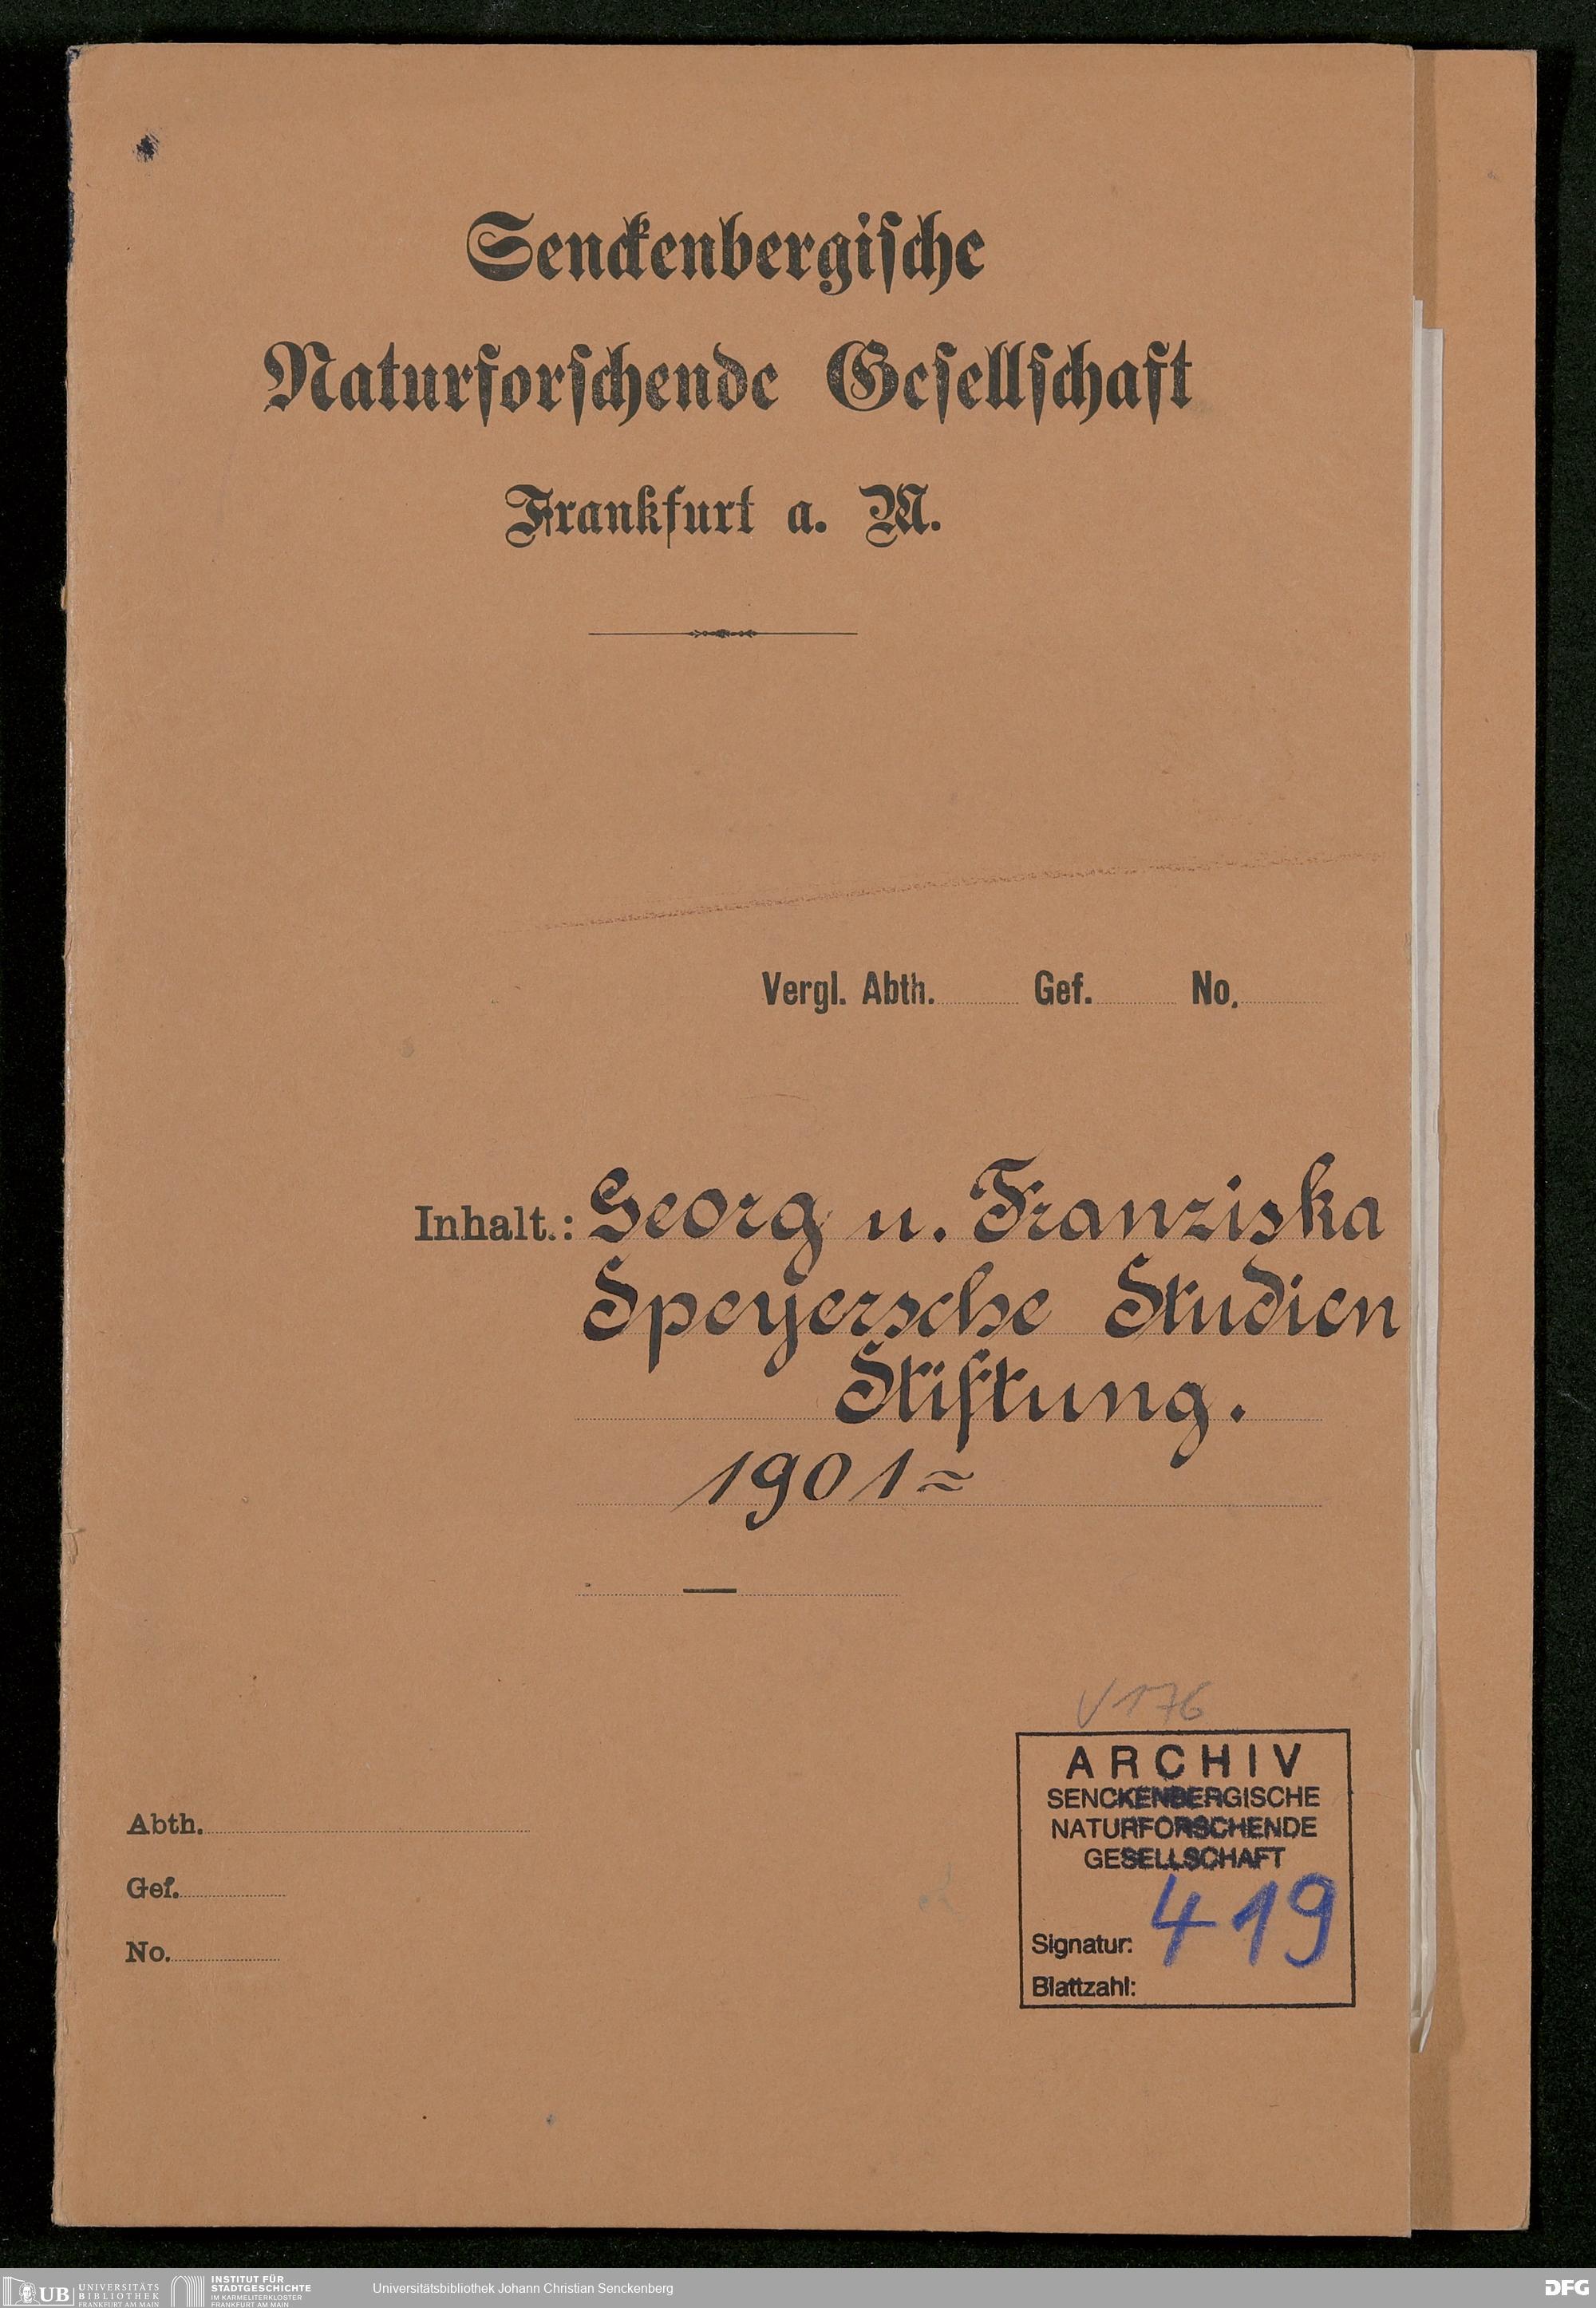 Senckenbergische
Naturforschende Gesellschaft
Frankfurt a. M.
Vergl. Abth. Gef. No.
Inhalt.: Georg u. Franziska
Speyersche Studien
Stiftung.
1901=
—
V 176
ARCHIV
SENCKENBERGISCHE
NATURFORSCHENDE
GESELLSCHAFT
Signatur: 419
Blattzahl:
Abth.
Gef.
No.
UB UNIVERSITÄTS
BIBLIOTHEK
FRANKFURT AM MAIN
INSTITUT FÜR
STADTGESCHICHTE
IM KARMELITERKLOSTER
FRANKFURT AM MAIN
Universitätsbibliothek Johann Christian Senckenberg
DFG